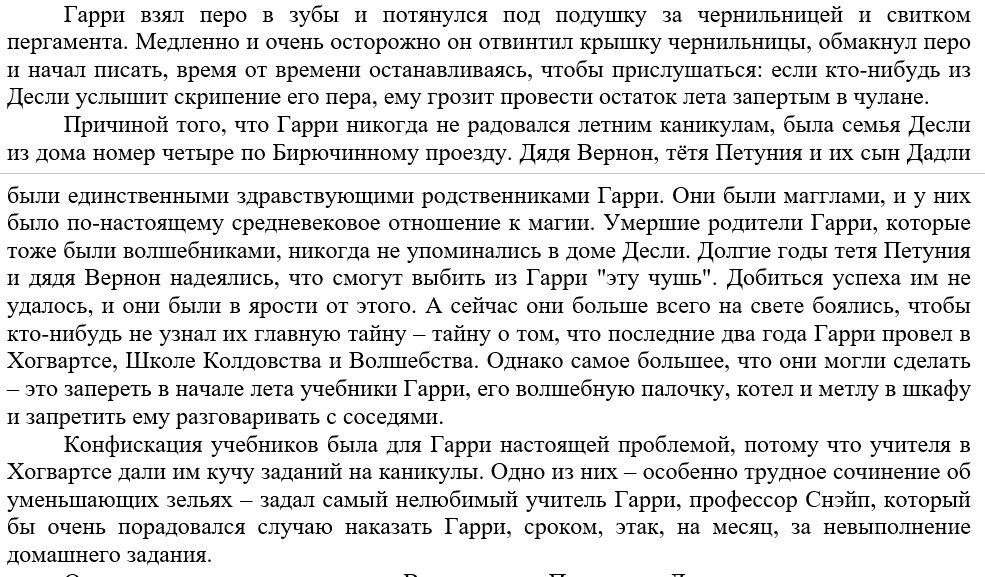 Гарри взял перо в зубы и потянулся под подушку за чернильницей и свитком
пергамента. Медленно и очень осторожно он отвинтил крышку чернильницы, обмакнул перо
и начал писать, время от времени останавливаясь, чтобы прислушаться: если кто-нибудь из
Десли услышит скрипение его пера, ему грозит провести остаток лета запертым в чулане.
Причиной того, что Гарри никогда не радовался летним каникулам, была семья Десли
из дома номер четыре по Бирючинному проезду. Дядя Вернон, тётя Петуния и их сын Дадли
были единственными здравствующими родственниками Гарри. Они были магглами, и у них
было по-настоящему средневековое отношение к магии. Умершие родители Гарри, которые
тоже были волшебниками, никогда не упоминались в доме Десли. Долгие годы тетя Петуния
и дядя Вернон надеялись, что смогут выбить из Гарри "эту чушь". Добиться успеха им не
удалось, и они были в ярости от этого. А сейчас они больше всего на свете боялись, чтобы
кто-нибудь не узнал их главную тайну – тайну о том, что последние два года Гарри провел в
Хогвартсе, Школе Колдовства и Волшебства. Однако самое большее, что они могли сделать
– это запереть в начале лета учебники Гарри, его волшебную палочку, котел и метлу в шкафу
и запретить ему разговаривать с соседями.
Конфискация учебников была для Гарри настоящей проблемой, потому что учителя в
Хогвартсе дали им кучу заданий на каникулы. Одно из них – особенно трудное сочинение об
уменьшающих зельях – задал самый нелюбимый учитель Гарри, профессор Снэйп, который
бы очень порадовался случаю наказать Гарри, сроком, этак, на месяц, за невыполнение
домашнего задания.